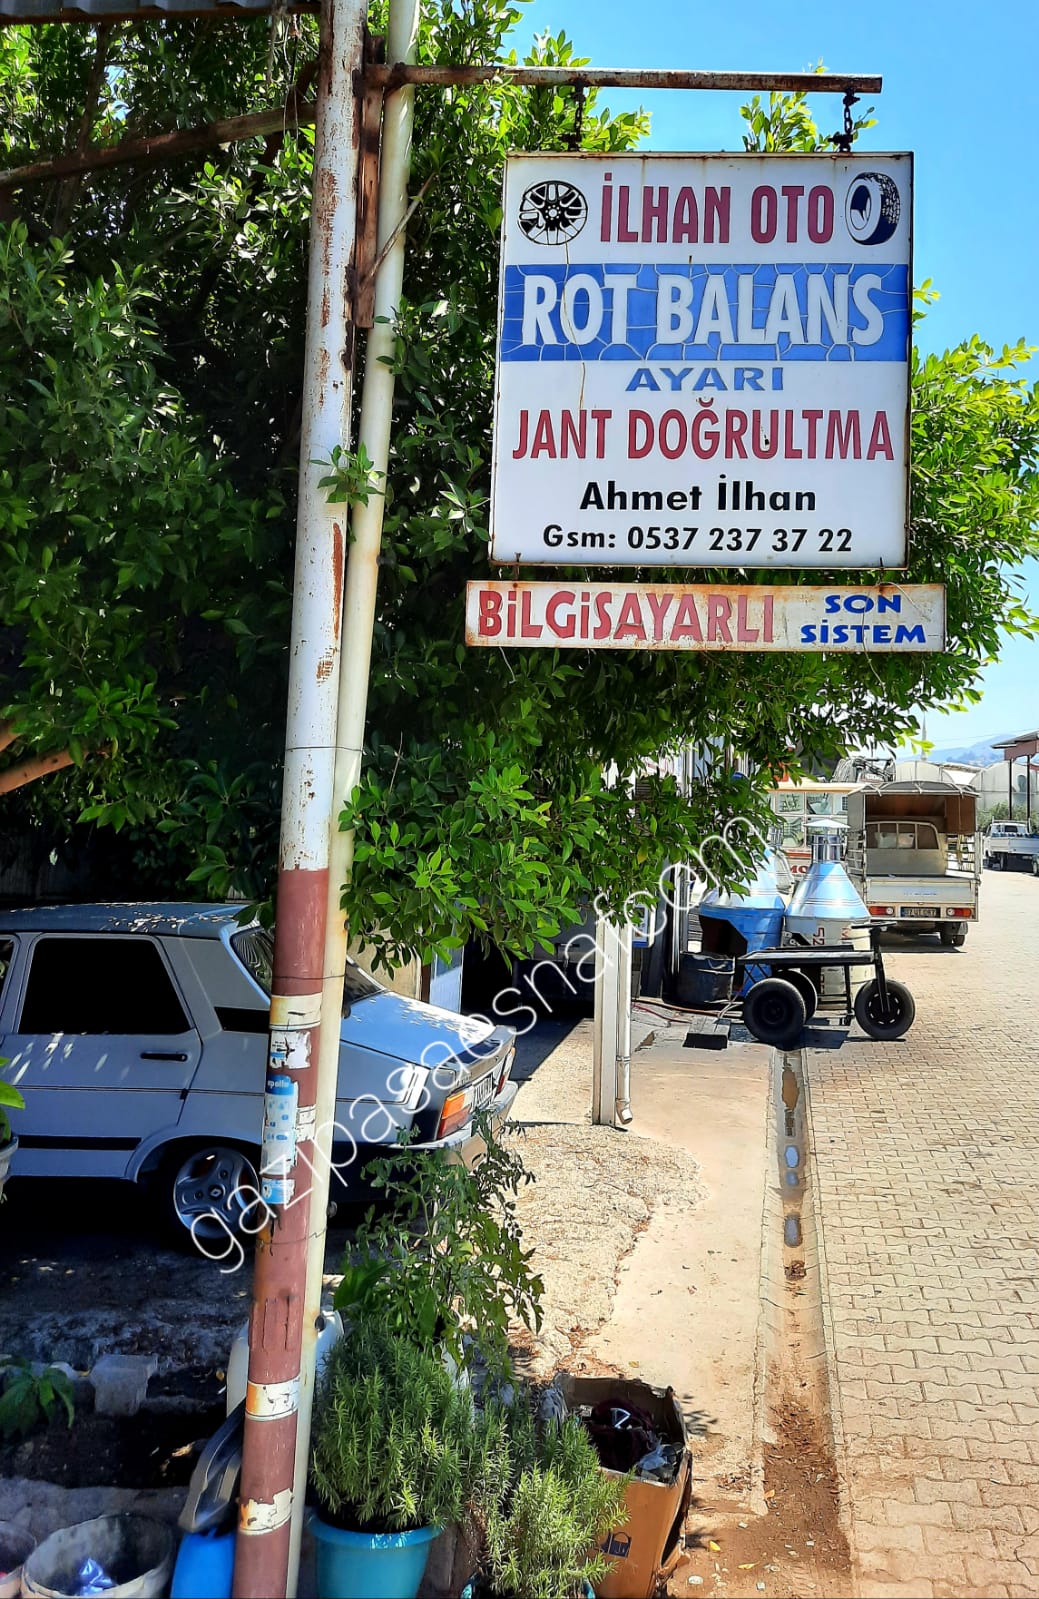 İLHAN OTO
ROT BALANS
AYARI
JANT DOĞRULTMA
Ahmet İlhan
Gsm: 0537 237 37 22
BİLGİSAYARLI
SON
SİSTEM
gazipasaesnaf.com
apollo